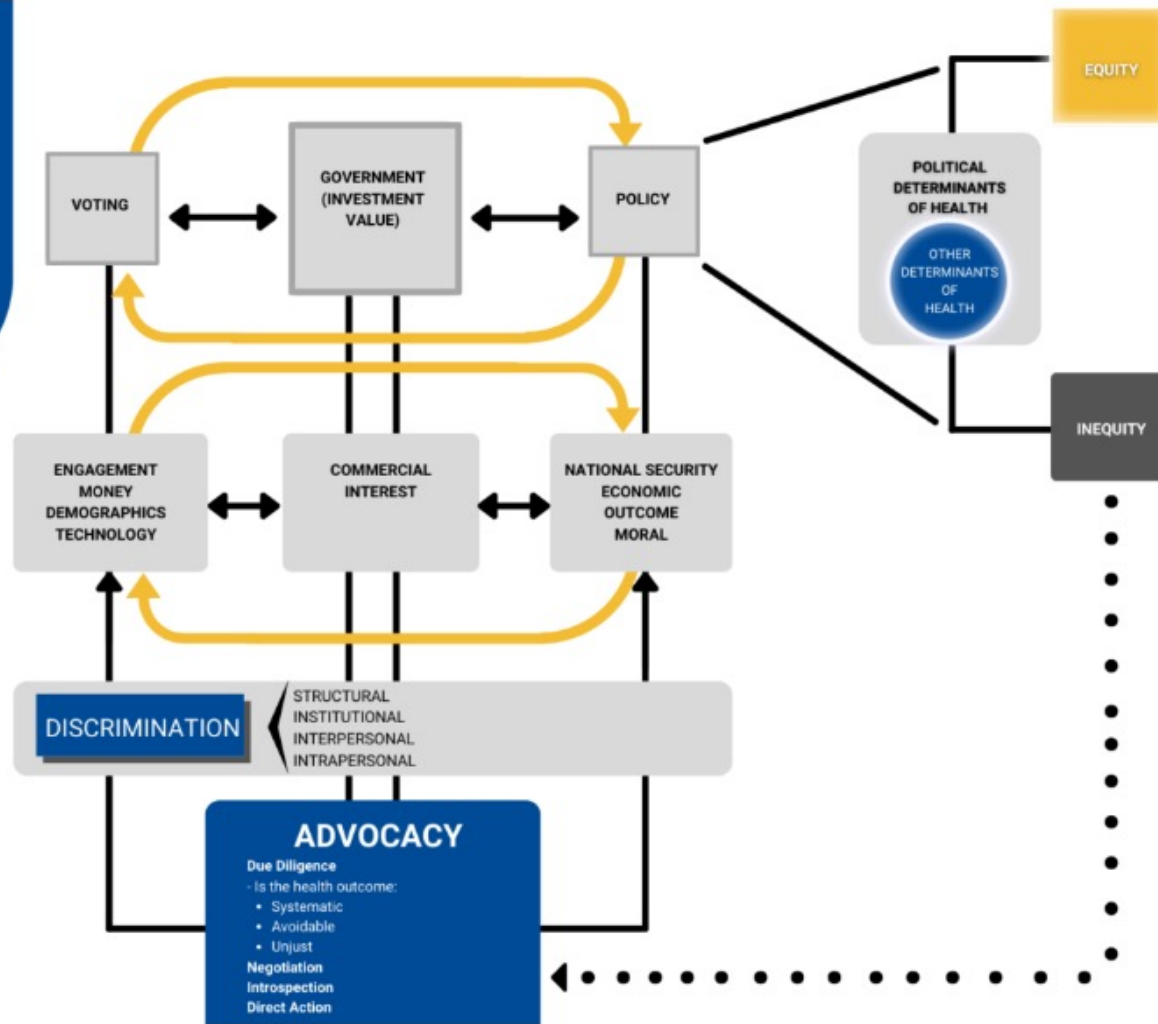 EQUITY
VOTING
GOVERNMENT
(INVESTMENT
VALUE)
POLICY
POLITICAL
DETERMINANTS
OF HEALTH
OTHER
DETERMINANTS
OF
HEALTH
INEQUITY
ENGAGEMENT
MONEY
DEMOGRAPHICS
TECHNOLOGY
COMMERCIAL
INTEREST
NATIONAL SECURITY
ECONOMIC
OUTCOME
MORAL
DISCRIMINATION
STRUCTURAL
INSTITUTIONAL
INTERPERSONAL
INTRAPERSONAL
ADVOCACY
Due Diligence
- Is the health outcome:
• Systematic
• Avoidable
• Unjust
Negotiation
Introspection
Direct Action